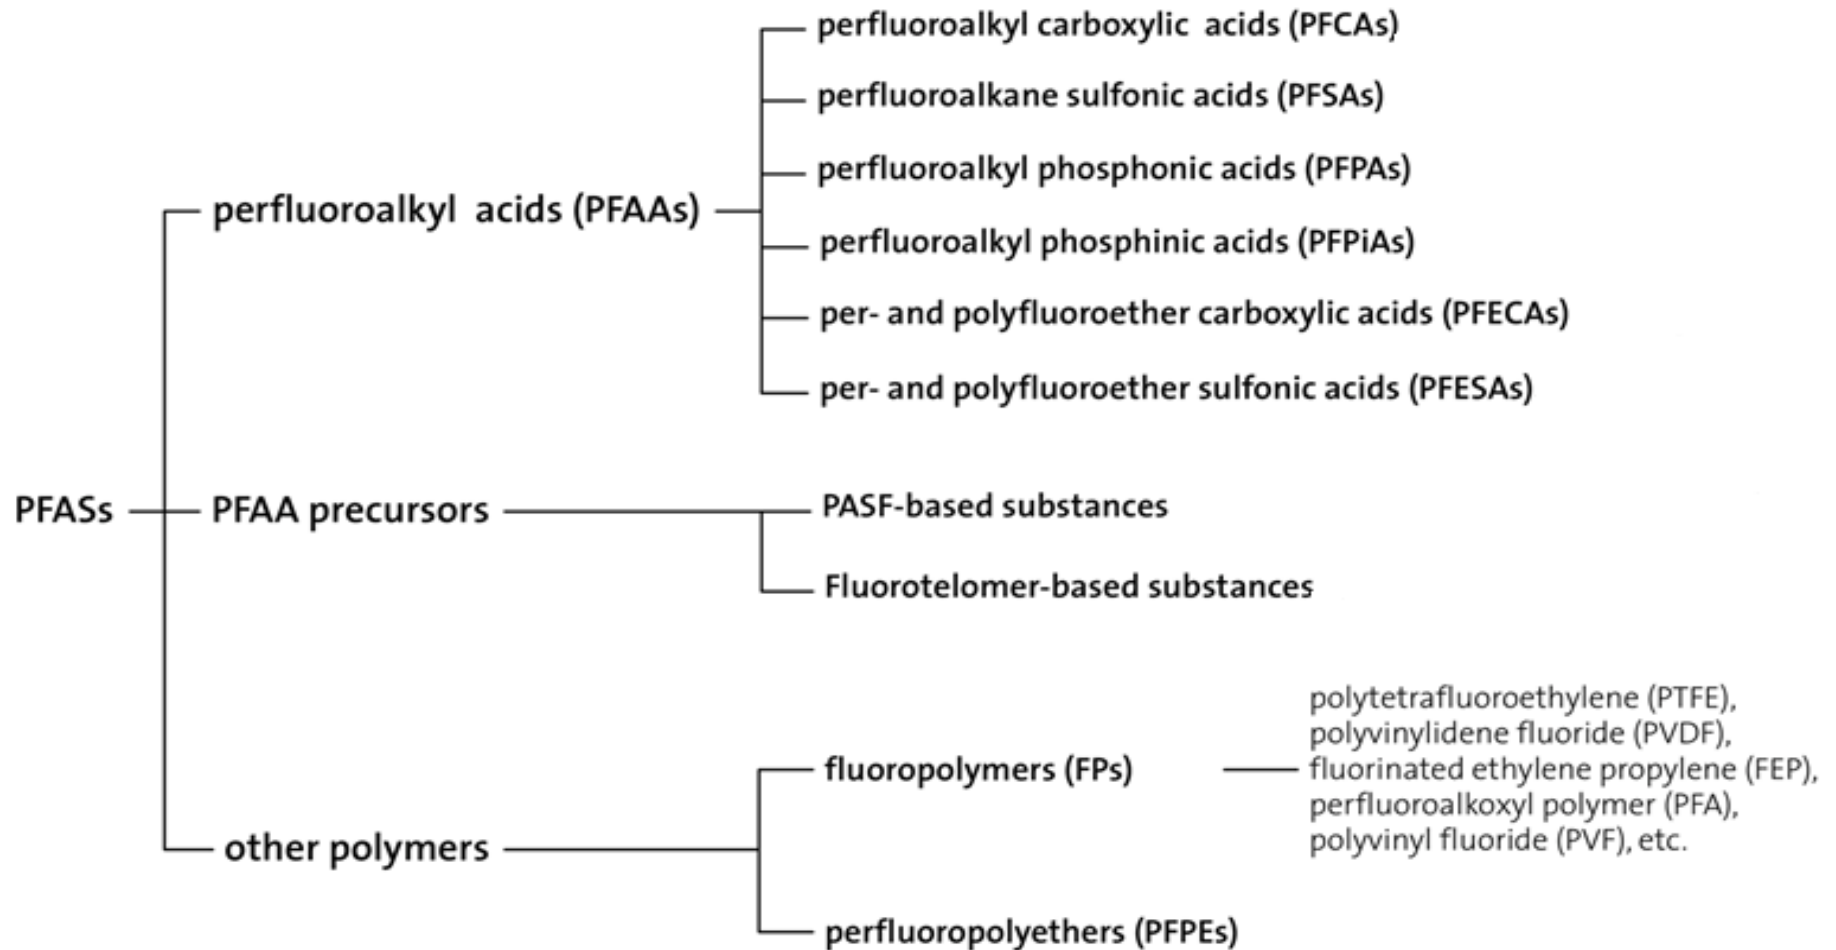 PFASs
perfluoroalkyl acids (PFAAs)
perfluoroalkyl carboxylic acids (PFCAs)
perfluoroalkane sulfonic acids (PFSAs)
perfluoroalkyl phosphonic acids (PFPAs)
perfluoroalkyl phosphinic acids (PFPiAs)
per- and polyfluoroether carboxylic acids (PFECAs)
per- and polyfluoroether sulfonic acids (PFESAs)
PFAA precursors
PASF-based substances
Fluorotelomer-based substances
other polymers
fluoropolymers (FPs)
polytetrafluoroethylene (PTFE),
polyvinylidene fluoride (PVDF),
fluorinated ethylene propylene (FEP),
perfluoroalkoxyl polymer (PFA),
polyvinyl fluoride (PVF), etc.
perfluoropolyethers (PFPEs)